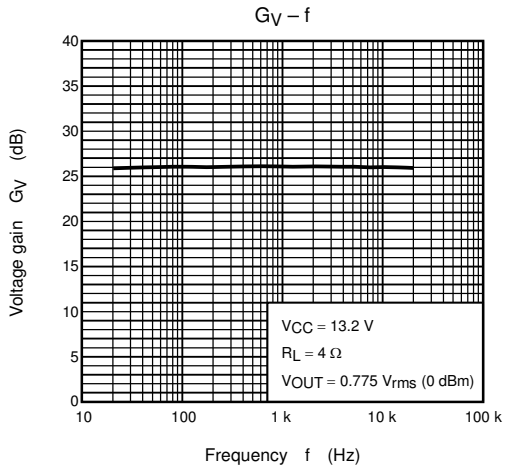 GV – f
40
35
30
25
20
15
10
5
0
Voltage gain GV (dB)
VCC = 13.2 V
RL = 4 Ω
VOUT = 0.775 Vrms (0 dBm)
10 100 1 k 10 k 100 k
Frequency f (Hz)